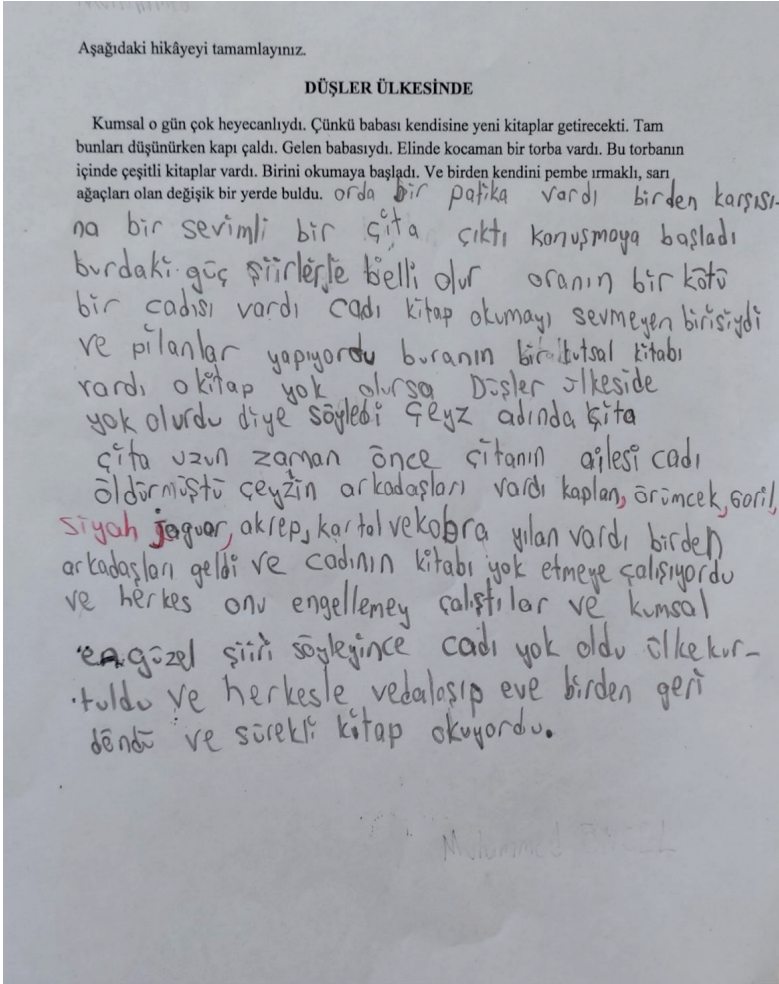 Aşağıdaki hikâyeyi tamamlayınız.
DÜŞLER ÜLKESİNDE
Kumsal o gün çok heyecanlıydı. Çünkü babası kendisine yeni kitaplar getirecekti. Tam
bunları düşünürken kapı çaldı. Gelen babasıydı. Elinde kocaman bir torba vardı. Bu torbanın
içinde çeşitli kitaplar vardı. Birini okumaya başladı. Ve birden kendini pembe ırmaklı, sarı
ağaçları olan değişik bir yerde buldu. orda bir patika vardı birden karşısı-
na bir sevimli bir çita çıktı konuşmaya başladı
burdaki güç şiirlerle belli olur oranın bir kötü
bir cadısı vardı cadı kitap okumayı sevmeyen birisiydi
ve pilanlar yapıyordu buranın bir kutsal kitabı
vardı o kitap yok olursa Düşler ülkeside
yok olurdu diye söyledi çeyz adında çita
çita uzun zaman önce çitanın ailesi cadı
öldürmüştü çeyzin arkadaşları vardı kaplan, örümcek, goril,
siyah jaguar, akrep, kartal ve kobra yılan vardı birden
arkadaşları geldi ve cadının kitabı yok etmeye çalışıyordu
ve herkes onu engellemey çalıştılar ve kumsal
en güzel şiiri söyleyince cadı yok oldu ülke kur-
tuldu ve herkesle vedalaşıp eve birden geri
döndü ve sürekli kitap okuyordu.